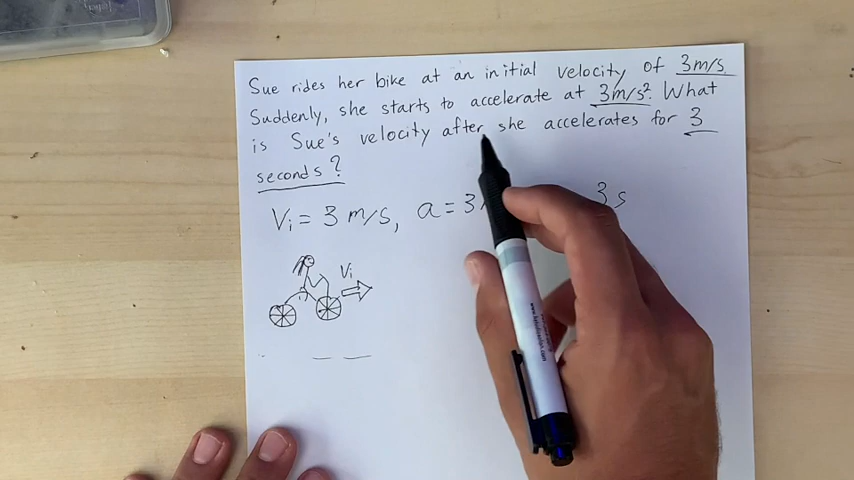 Sue rides her bike at an initial velocity of 3m/s
Suddenly, she starts to accelerate at 3m/s². What
is Sue's velocity after she accelerates for 3
seconds?
Vi = 3 m/s, a = 3 3s
Vi